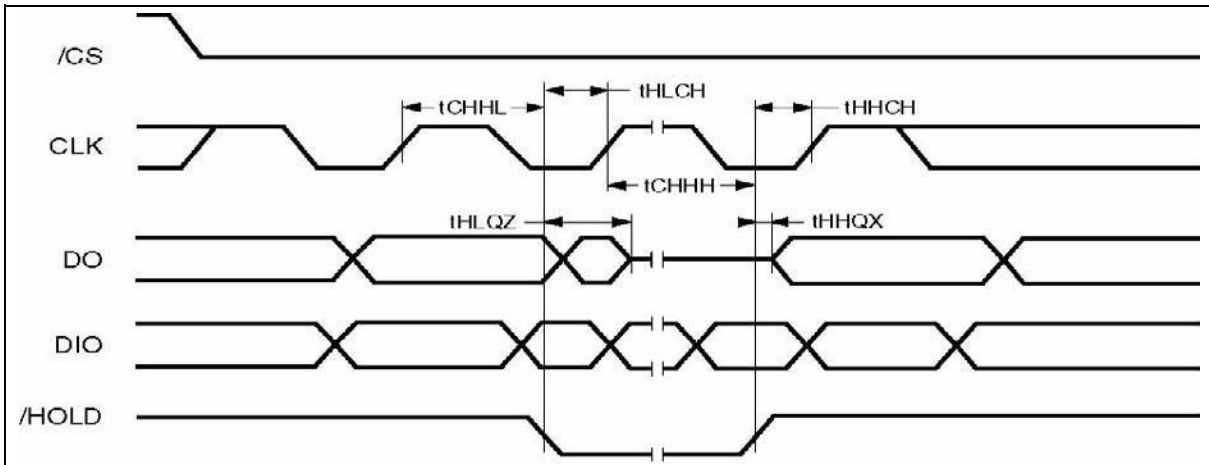 /CS
tHLCH
tCHHL
tHHCH
CLK
tCHHH
tHLQZ
tHHQX
DO
DIO
/HOLD